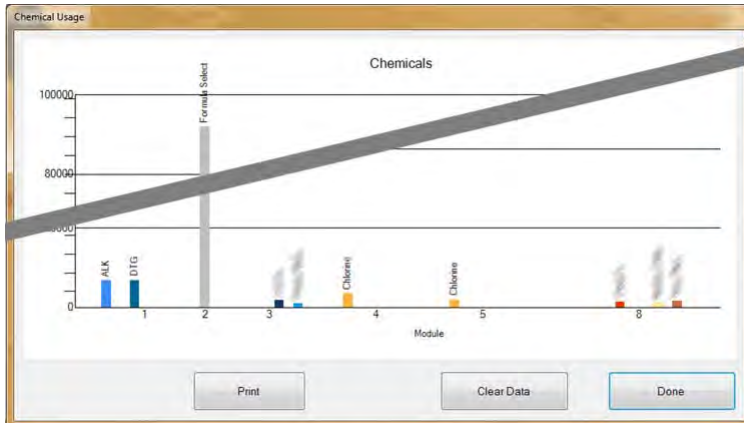 Chemical Usage
Chemicals
100000
80000
0
ALK
DTG
Formula Select
Chlorine
Chlorine
1
2
3
4
5
8
Module
Print
Clear Data
Done